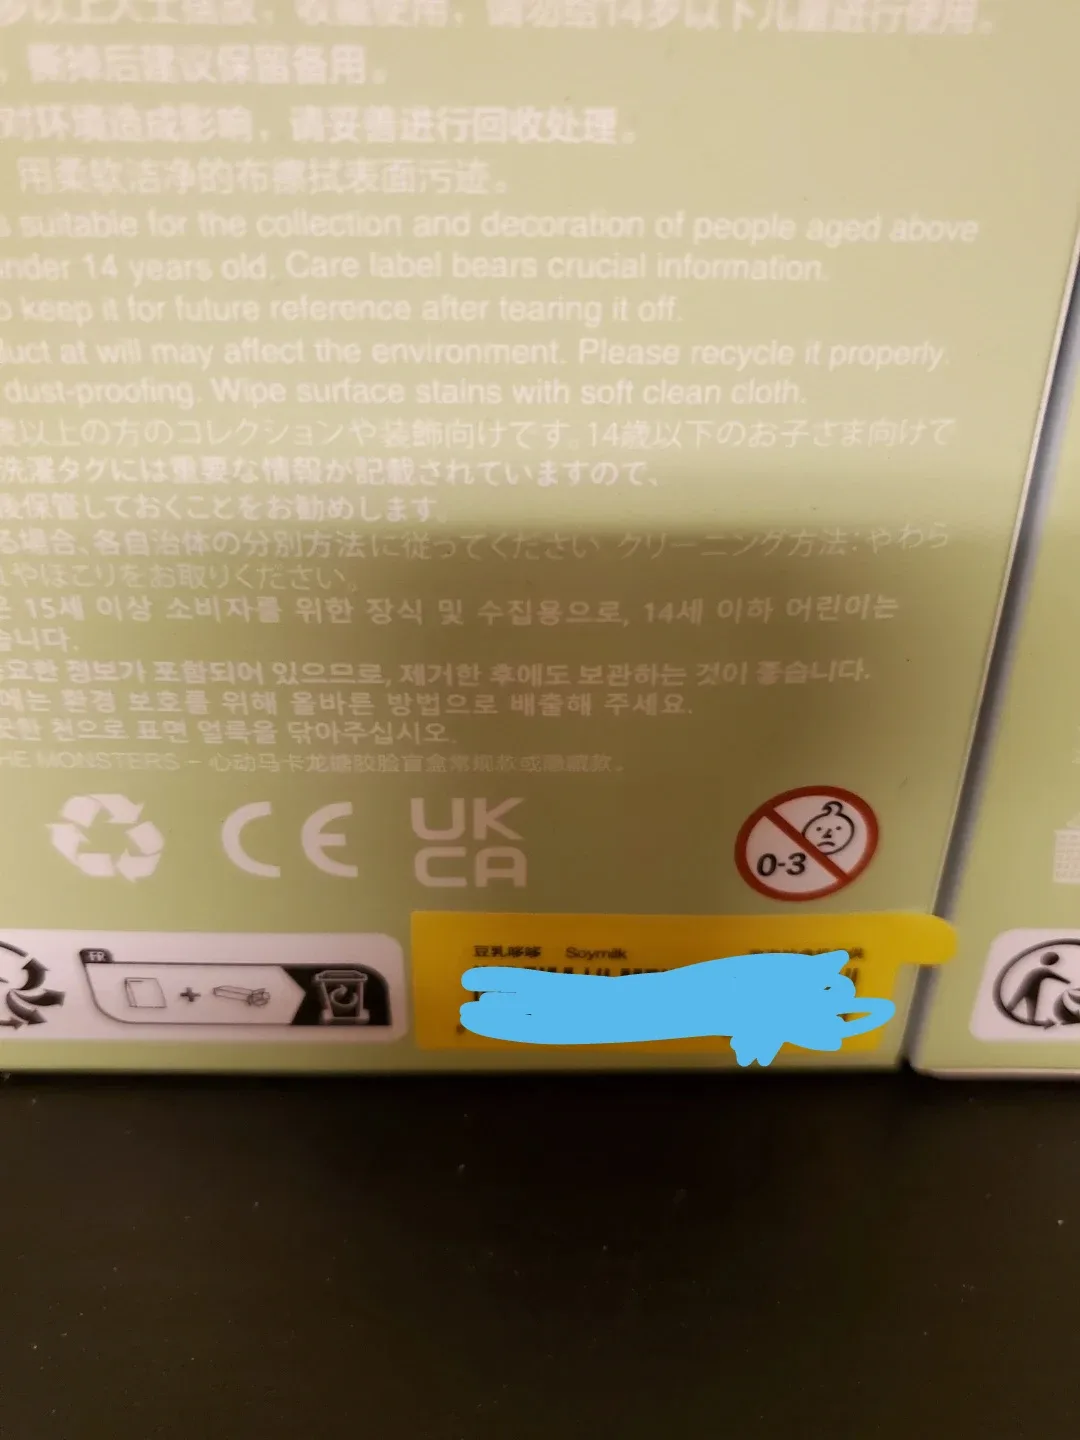 岁以上人士摆放、收藏使用，请勿给14岁以下儿童进行使用。
，撕掉后建议保留备用。
对环境造成影响，请妥善进行回收处理。
用柔软洁净的布擦拭表面污迹。
s suitable for the collection and decoration of people aged above
nder 14 years old. Care label bears crucial information.
o keep it for future reference after tearing it off.
duct at will may affect the environment. Please recycle it properly.
dust-proofing. Wipe surface stains with soft clean cloth.
歳以上の方のコレクションや装飾向けです。14歳以下のお子さま向けで
洗濯タグには重要な情報が記載されていますので、
後保管しておくことをお勧めします。
る場合、各自治体の分別方法に従ってください クリーニング方法：やわら
れやほこりをお取りください。
은 15세 이상 소비자를 위한 장식 및 수집용으로, 14세 이하 어린이는
습니다.
요한 정보가 포함되어 있으므로, 제거한 후에도 보관하는 것이 좋습니다.
에는 환경 보호를 위해 올바른 방법으로 배출해 주세요.
끗한 천으로 표면 얼룩을 닦아주십시오.
HE MONSTERS – 心动马卡龙搪胶脸盲盒常规款或隐藏款。
CE UK
CA
0-3
FR
豆乳哆哆 Soymilk